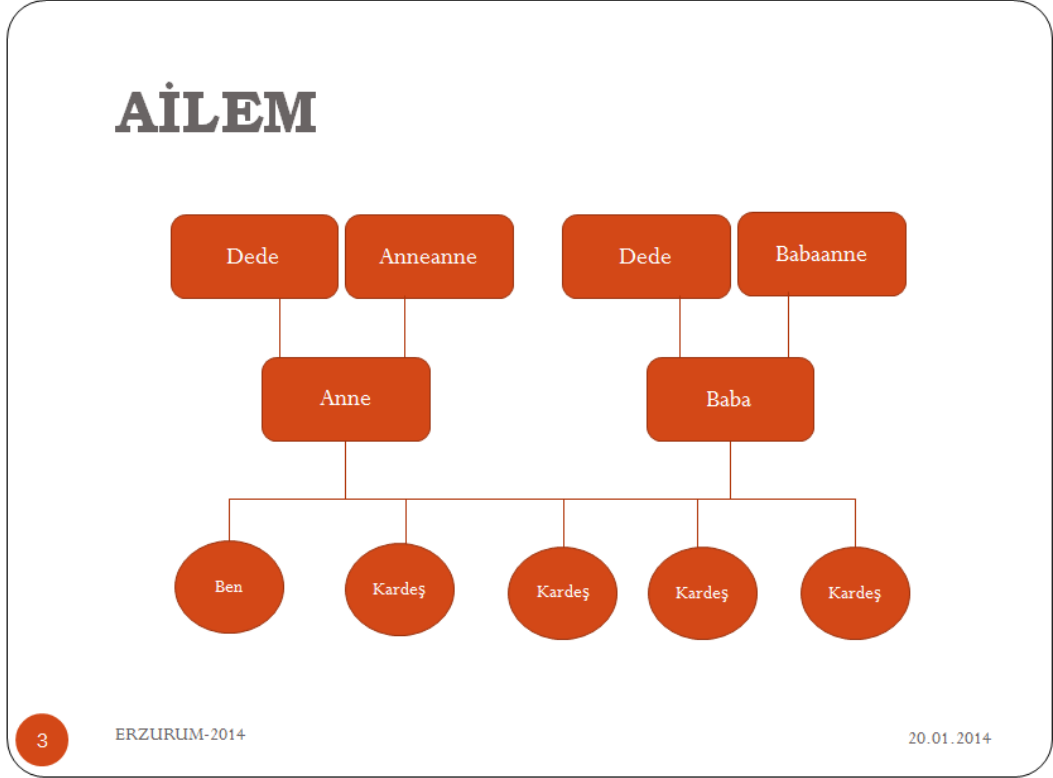 AİLEM
Dede Anneanne Dede Babaanne
Anne Baba
Ben Kardeş Kardeş Kardeş Kardeş
3 ERZURUM-2014 20.01.2014